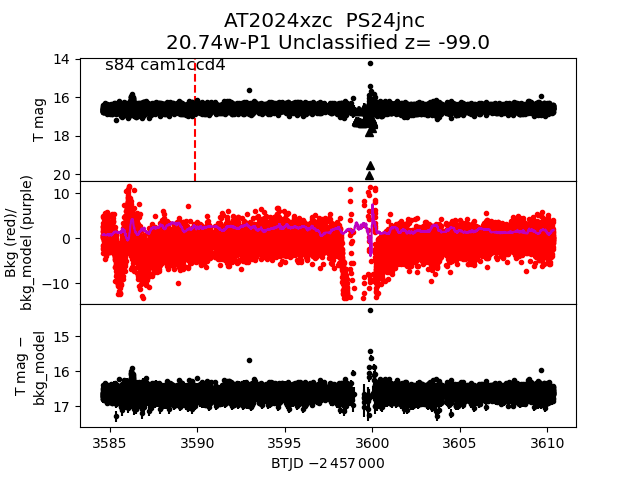 AT2024xzc  PS24jnc
20.74w-P1 Unclassified z= -99.0
s84 cam1ccd4
14
16
18
20
T mag
10
0
−10
Bkg (red)/
bkg_model (purple)
15
16
17
T mag −
bkg_model
3585 3590 3595 3600 3605 3610
BTJD −2 457 000